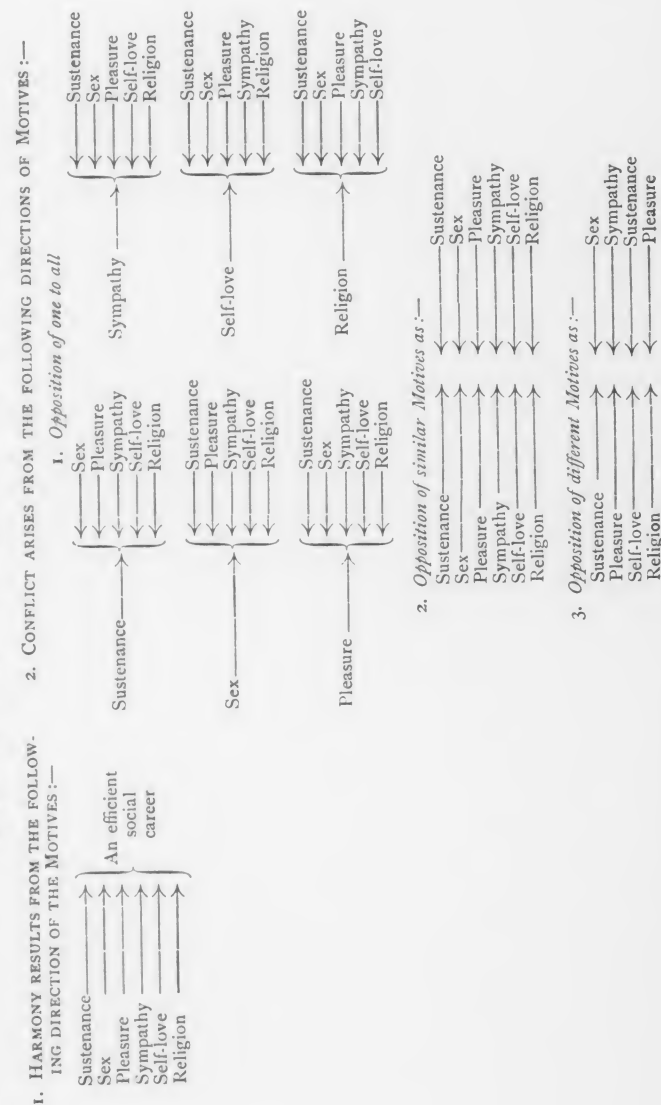 1. HARMONY RESULTS FROM THE FOLLOW-
ING DIRECTION OF THE MOTIVES :—
Sustenance
Sex
Pleasure
Sympathy
Self-love
Religion
An efficient
social
career
2. CONFLICT ARISES FROM THE FOLLOWING DIRECTIONS OF MOTIVES :—
1. Opposition of one to all
Sustenance
Sex
Pleasure
Sympathy
Self-love
Religion
Sympathy
Sustenance
Sex
Pleasure
Self-love
Religion
Sex
Sustenance
Pleasure
Sympathy
Self-love
Religion
Self-love
Sustenance
Sex
Pleasure
Sympathy
Religion
Pleasure
Sustenance
Sex
Sympathy
Self-love
Religion
Religion
Sustenance
Sex
Pleasure
Sympathy
Self-love
2. Opposition of similar Motives as :—
Sustenance Sustenance
Sex Sex
Pleasure Pleasure
Sympathy Sympathy
Self-love Self-love
Religion Religion
3. Opposition of different Motives as :—
Sustenance Sex
Pleasure Sympathy
Self-love Sustenance
Religion Pleasure